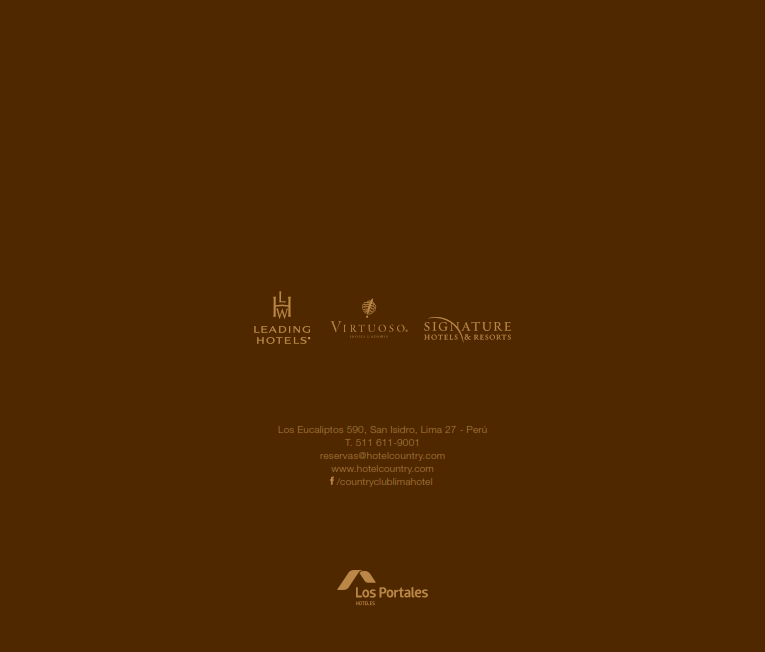 LHW
LEADING
HOTELS®
VIRTUOSO®
HOTELS & RESORTS
SIGNATURE
HOTELS & RESORTS
Los Eucaliptos 590, San Isidro, Lima 27 - Perú
T. 511 611-9001
reservas@hotelcountry.com
www.hotelcountry.com
f /countryclublimahotel
Los Portales
HOTELES